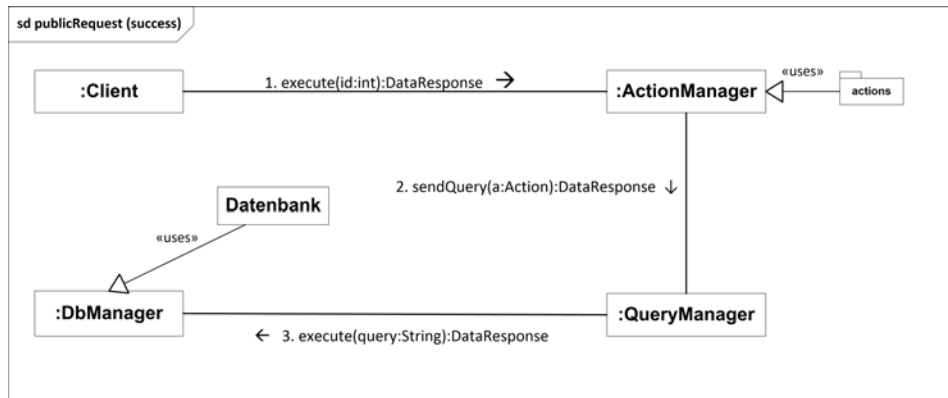 sd publicRequest (success)
:Client
1. execute(id:int):DataResponse →
:ActionManager
«uses»
actions
2. sendQuery(a:Action):DataResponse ↓
Datenbank
«uses»
:DbManager
← 3. execute(query:String):DataResponse
:QueryManager